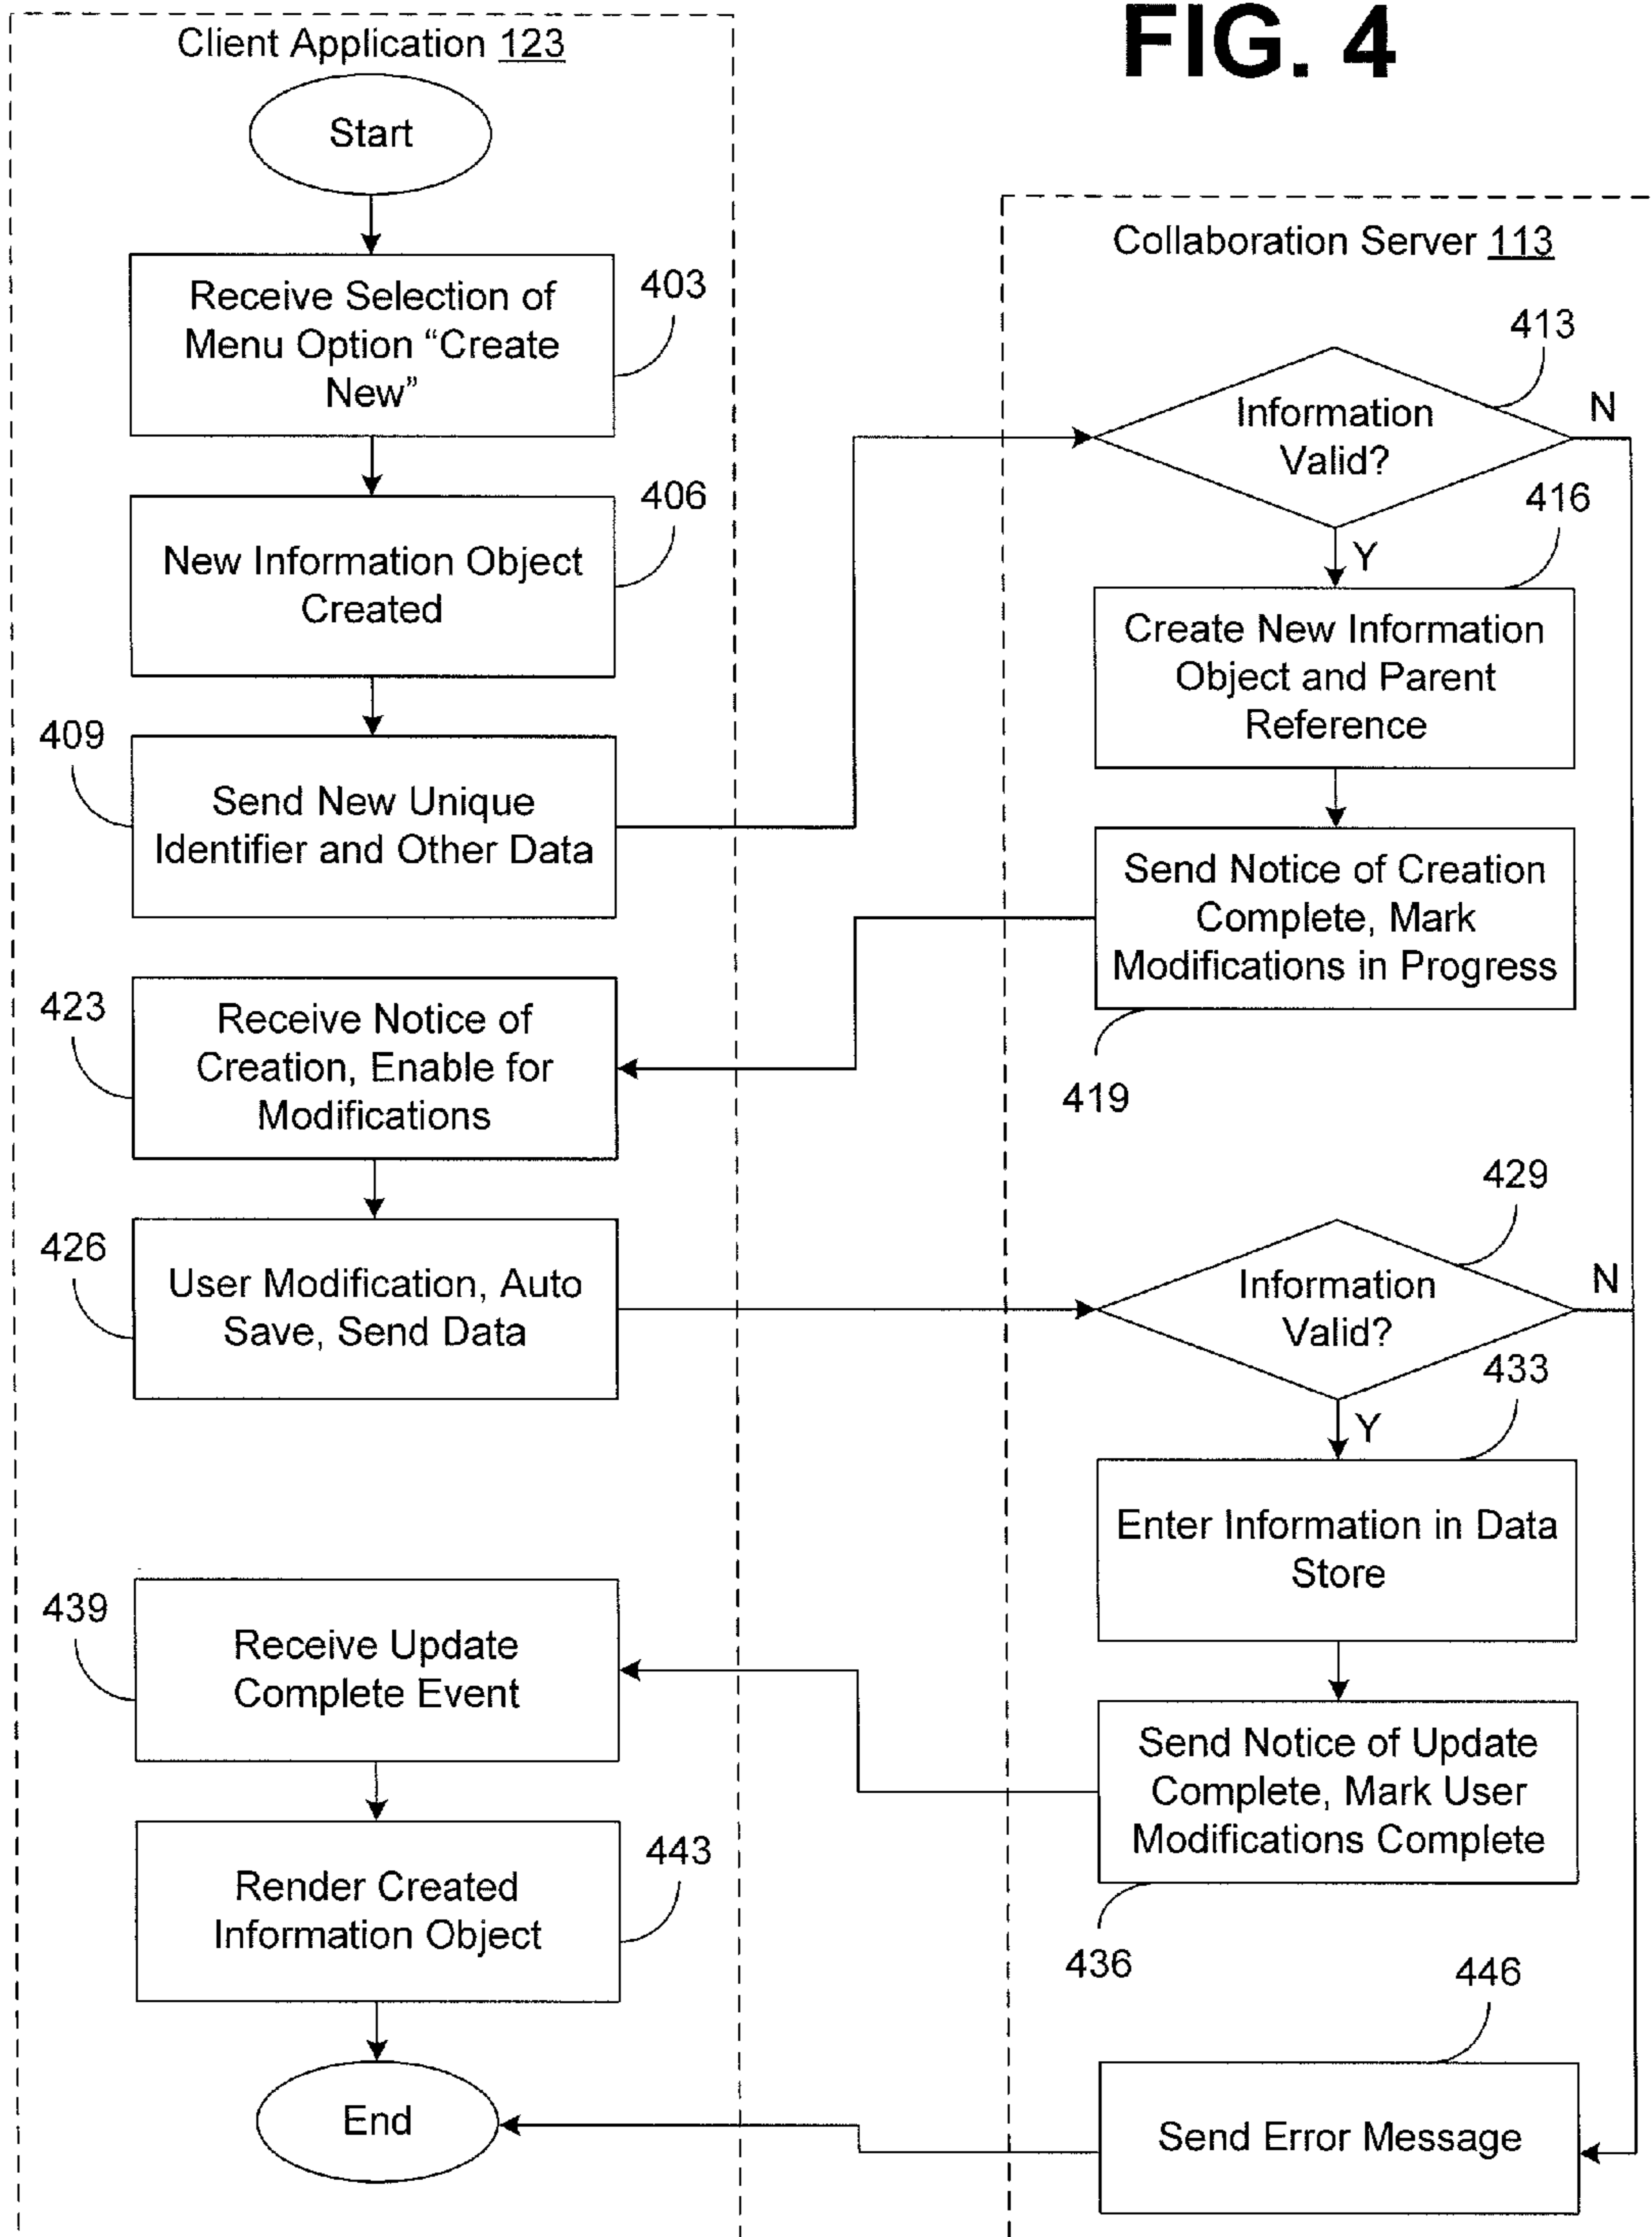 FIG. 4
Client Application 123
Start
Receive Selection of
Menu Option “Create
New”
403
New Information Object
Created
406
409
Send New Unique
Identifier and Other Data
Collaboration Server 113
413
Information
Valid?
N
Y
416
Create New Information
Object and Parent
Reference
Send Notice of Creation
Complete, Mark
Modifications in Progress
419
423
Receive Notice of
Creation, Enable for
Modifications
426
User Modification, Auto
Save, Send Data
429
Information
Valid?
N
Y
433
Enter Information in Data
Store
Send Notice of Update
Complete, Mark User
Modifications Complete
436
439
Receive Update
Complete Event
Render Created
Information Object
443
End
446
Send Error Message